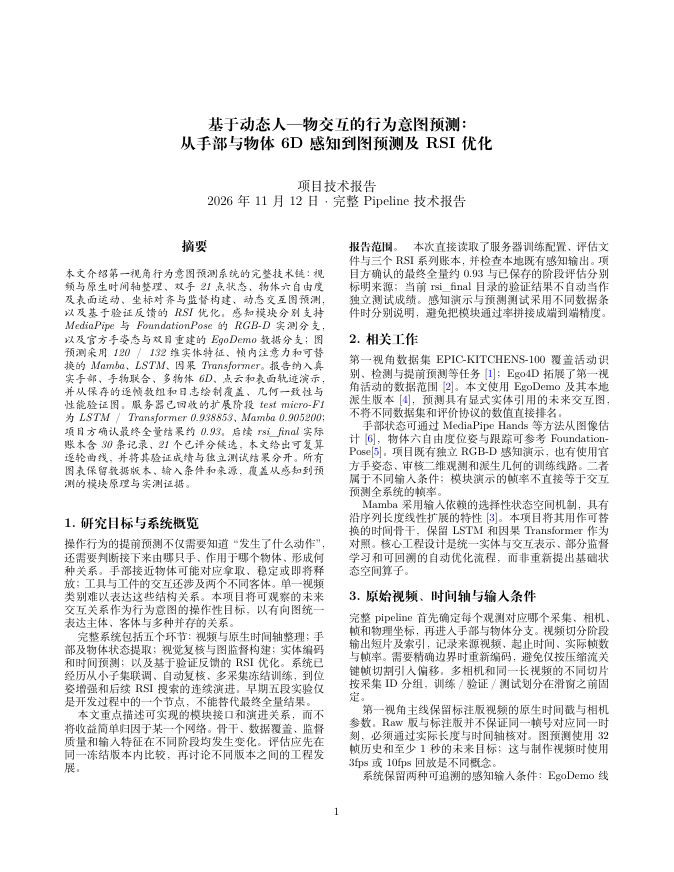 基于动态人—物交互的行为意图预测：
从手部与物体 6D 感知到图预测及 RSI 优化
项目技术报告
2026 年 11 月 12 日 · 完整 Pipeline 技术报告
摘要
本文介绍第一视角行为意图预测系统的完整技术链：视
频与原生时间轴整理、双手 21 点状态、物体六自由度
及表面运动、坐标对齐与监督构建、动态交互图预测，
以及基于验证反馈的 RSI 优化。感知模块分别支持
MediaPipe 与 FoundationPose 的 RGB-D 实测分支，
以及官方手姿态与双目重建的 EgoDemo 数据分支；图
预测采用 120 / 132 维实体特征、帧内注意力和可替
换的 Mamba、LSTM、因果 Transformer。报告纳入真
实手部、手物联合、多物体 6D、点云和表面轨迹演示，
并从保存的逐帧数组和日志绘制覆盖、几何一致性与
性能验证图。服务器已回收的扩展阶段 test micro-F1
为 LSTM / Transformer 0.938853、Mamba 0.905200；
项目方确认最终全量结果约 0.93。后续 rsi_final 实际
账本含 30 条记录、21 个已评分候选，本文给出可复算
逐轮曲线，并将其验证成绩与独立测试结果分开。所有
图表保留数据版本、输入条件和来源，覆盖从感知到预
测的模块原理与实测证据。
1. 研究目标与系统概览
操作行为的提前预测不仅需要知道 “发生了什么动作”，
还需要判断接下来由哪只手、作用于哪个物体、形成何
种关系。手部接近物体可能对应拿取、稳定或即将释
放；工具与工件的交互还涉及两个不同客体。单一视频
类别难以表达这些结构关系。本项目将可观察的未来
交互关系作为行为意图的操作性目标，以有向图统一
表达主体、客体与多种并存的关系。
完整系统包括五个环节：视频与原生时间轴整理；手
部及物体状态提取；视觉复核与图监督构建；实体编码
和时间预测；以及基于验证反馈的 RSI 优化。系统已
经历从小子集联调、自动复核、多采集冻结训练，到位
姿增强和后续 RSI 搜索的连续演进。早期五段实验仅
是开发过程中的一个节点，不能替代最终全量结果。
本文重点描述可实现的模块接口和演进关系，而不
将收益简单归因于某一个网络。骨干、数据覆盖、监督
质量和输入特征在不同阶段均发生变化。评估应先在
同一冻结版本内比较，再讨论不同版本之间的工程发
展。
报告范围。 本次直接读取了服务器训练配置、评估文
件与三个 RSI 系列账本，并检查本地既有感知输出。项
目方确认的最终全量约 0.93 与已保存的阶段评估分别
标明来源；当前 rsi_final 目录的验证结果不自动当作
独立测试成绩。感知演示与预测测试采用不同数据条
件时分别说明，避免把模块通过率拼接成端到端精度。
2. 相关工作
第一视角数据集 EPIC-KITCHENS-100 覆盖活动识
别、检测与提前预测等任务 [1]；Ego4D 拓展了第一视
角活动的数据范围 [2]。本文使用 EgoDemo 及其本地
派生版本 [4]，预测具有显式实体引用的未来交互图，
不将不同数据集和评价协议的数值直接排名。
手部状态可通过 MediaPipe Hands 等方法从图像估
计 [6]，物体六自由度位姿与跟踪可参考 Foundation-
Pose[5]。项目既有独立 RGB-D 感知演示，也有使用官
方手姿态、审核二维观测和派生几何的训练线路。二者
属于不同输入条件；模块演示的帧率不直接等于交互
预测全系统的帧率。
Mamba 采用输入依赖的选择性状态空间机制，具有
沿序列长度线性扩展的特性 [3]。本项目将其用作可替
换的时间骨干，保留 LSTM 和因果 Transformer 作为
对照。核心工程设计是统一实体与交互表示、部分监督
学习和可回溯的自动优化流程，而非重新提出基础状
态空间算子。
3. 原始视频、时间轴与输入条件
完整 pipeline 首先确定每个观测对应哪个采集、相机、
帧和物理坐标，再进入手部与物体分支。视频切分阶段
输出短片及索引，记录来源视频、起止时间、实际帧数
与帧率。需要精确边界时重新编码，避免仅按压缩流关
键帧切割引入偏移。多相机和同一长视频的不同切片
按采集 ID 分组，训练 / 验证 / 测试划分在滑窗之前固
定。
第一视角主线保留标注版视频的原生时间戳与相机
参数。Raw 版与标注版并不保证同一帧号对应同一时
刻，必须通过实际长度与时间轴核对。图预测使用 32
帧历史和至少 1 秒的未来目标；这与制作视频时使用
3fps 或 10fps 回放是不同概念。
系统保留两种可追溯的感知输入条件：EgoDemo 线
1